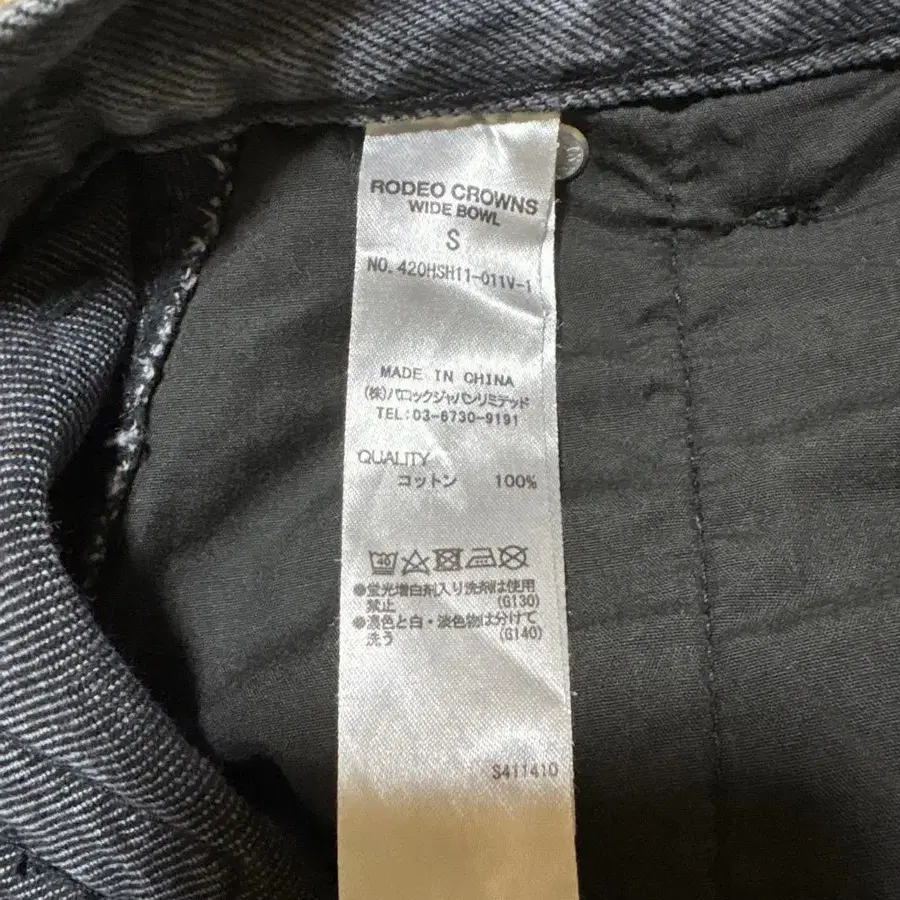 RODEO CROWNS
WIDE BOWL
S
NO. 420HSH11-011V-1
MADE IN CHINA
(株)バロックジャパンリミテッド
TEL:03-6730-9191
QUALITY
コットン 100%
40
●蛍光増白剤入り洗剤は使用
禁止 (G130)
●濃色と白・淡色物は分けて
洗う (G140)
S411410